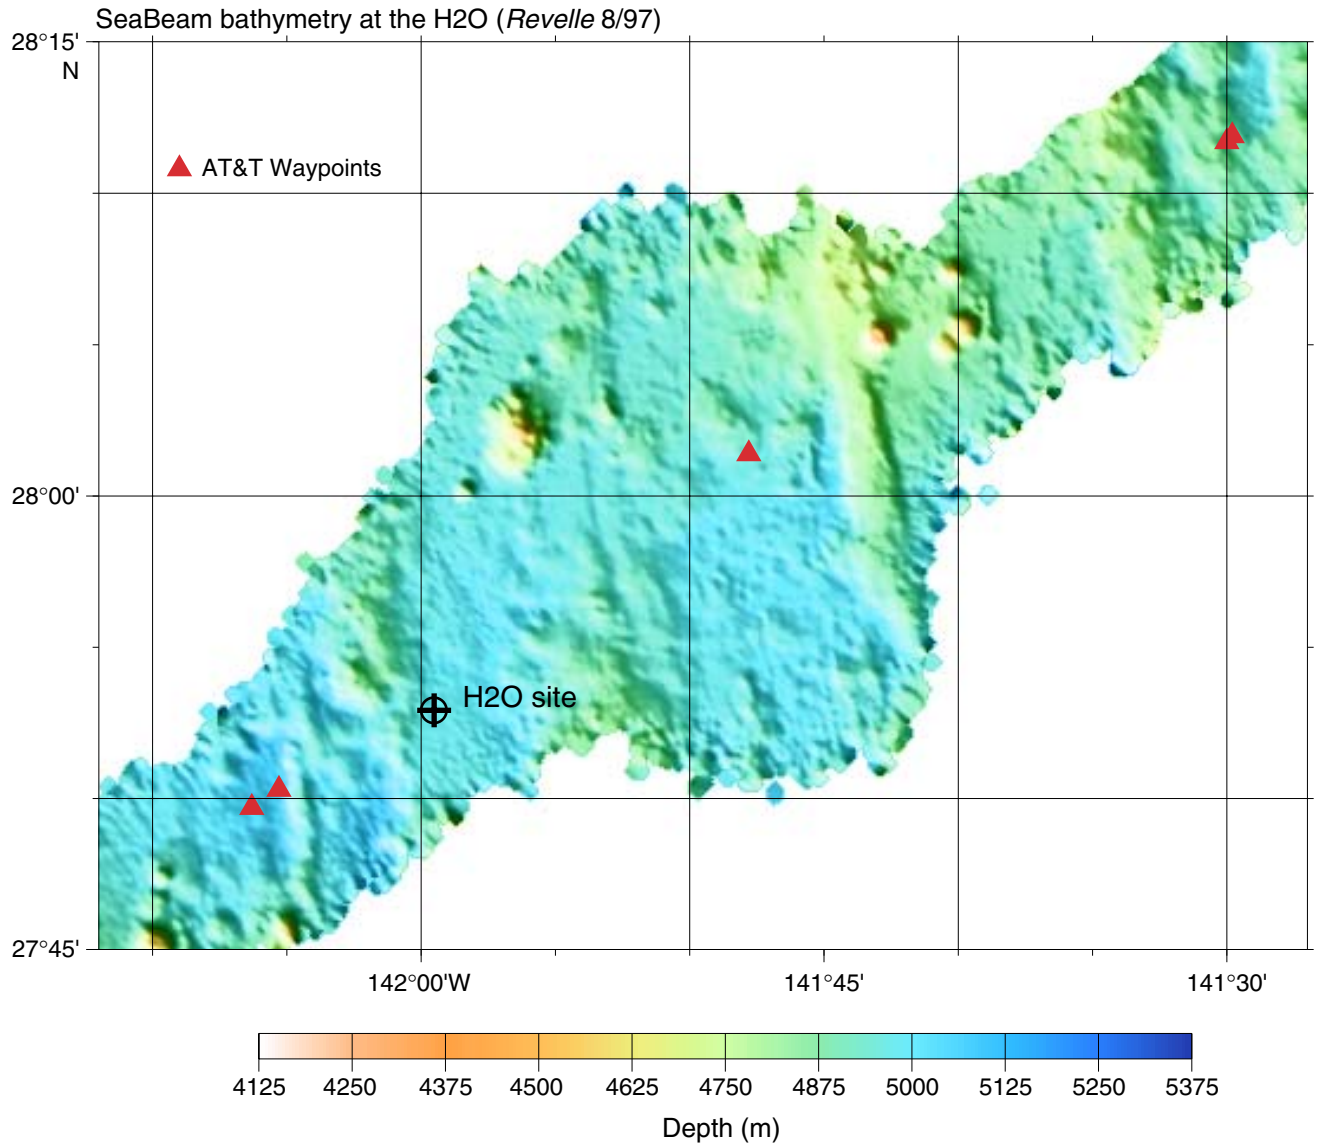 SeaBeam bathymetry at the H2O (Revelle 8/97)
28°15'
N
AT&T Waypoints
28°00'
H2O site
27°45'
142°00'W 141°45' 141°30'
4125 4250 4375 4500 4625 4750 4875 5000 5125 5250 5375
Depth (m)